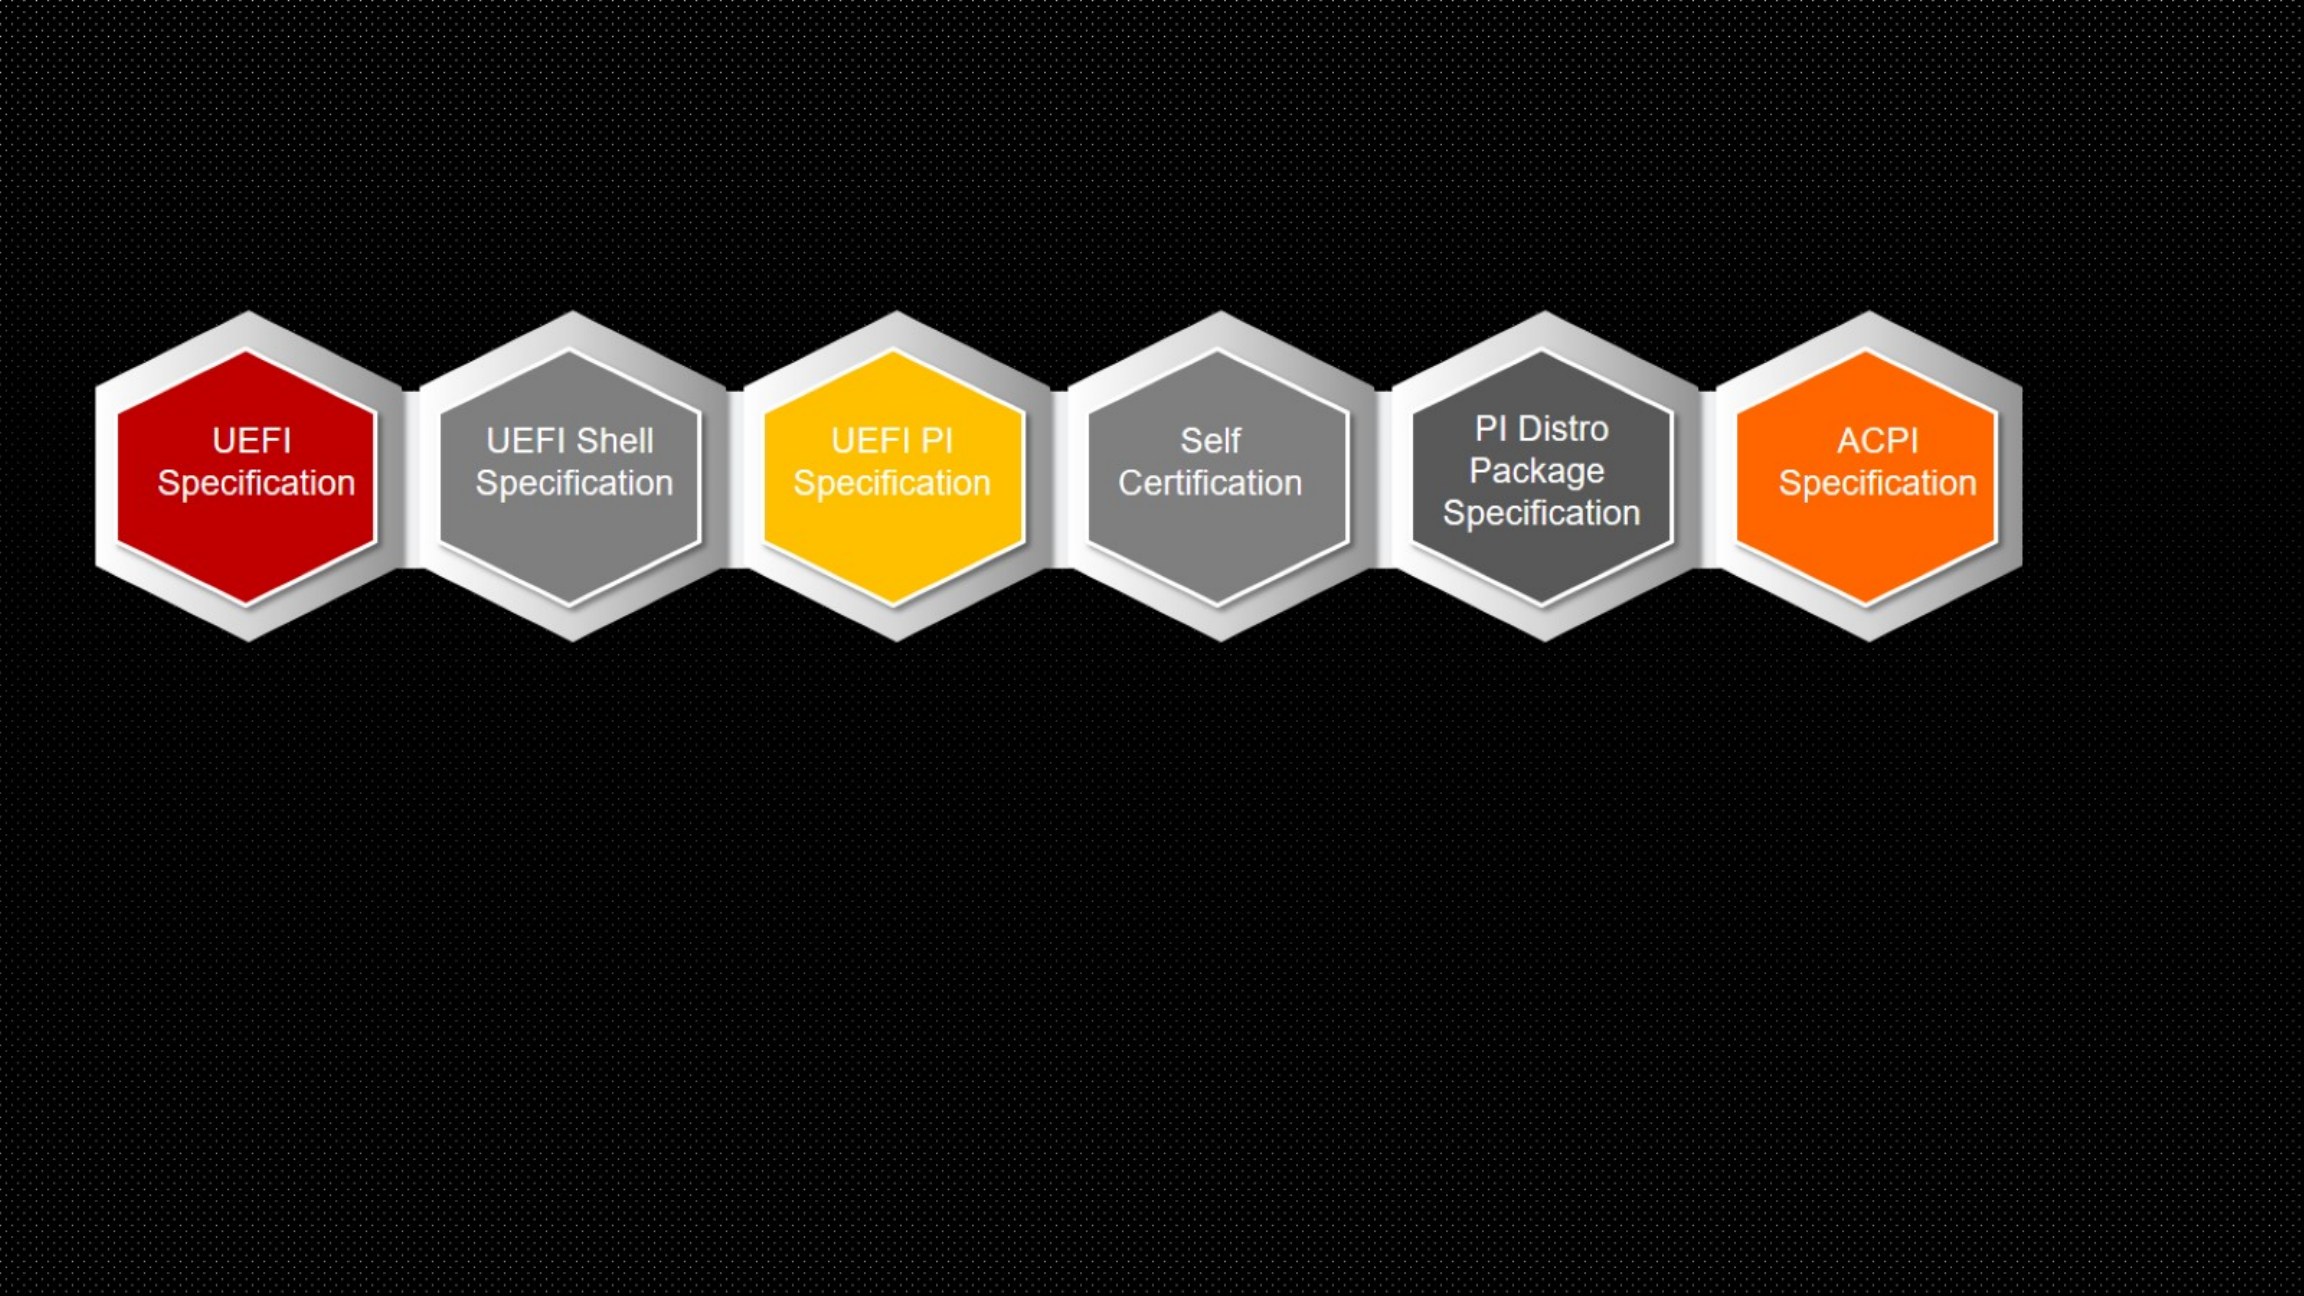 UEFI
Specification
UEFI Shell
Specification
UEFI PI
Specification
Self
Certification
PI Distro
Package
Specification
ACPI
Specification